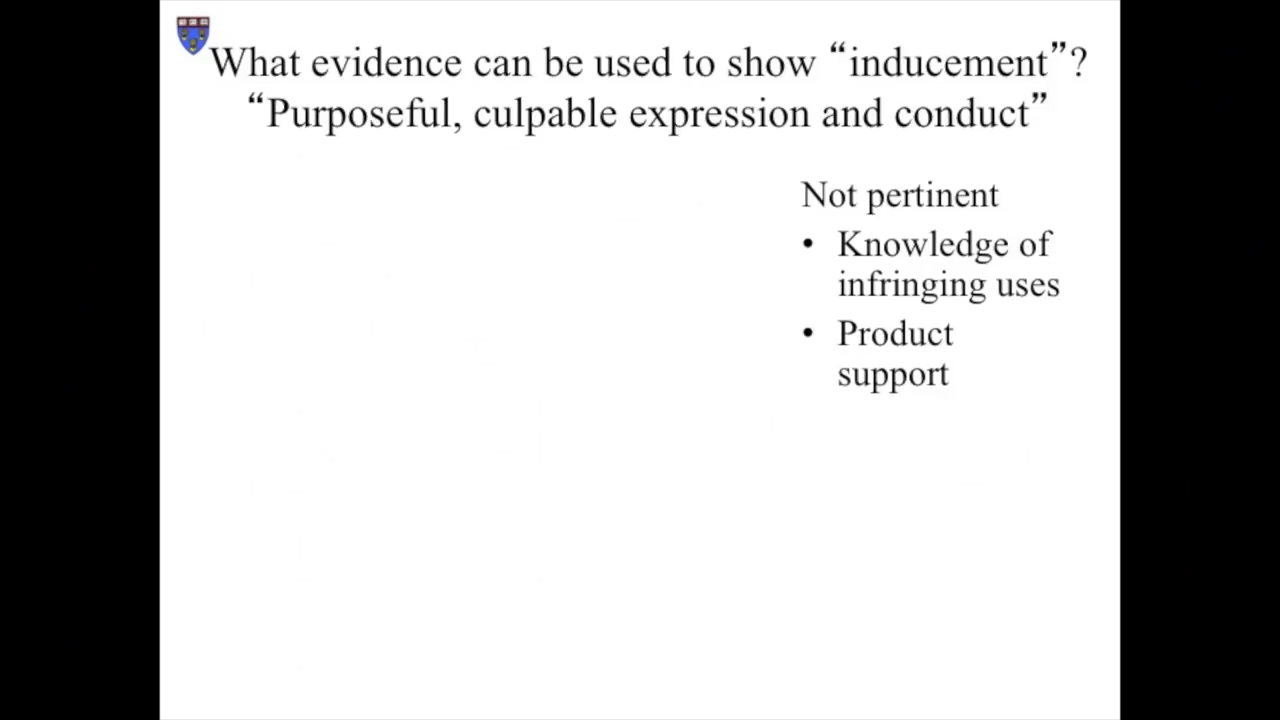 What evidence can be used to show “inducement”?
“Purposeful, culpable expression and conduct”
Not pertinent
• Knowledge of
infringing uses
• Product
support